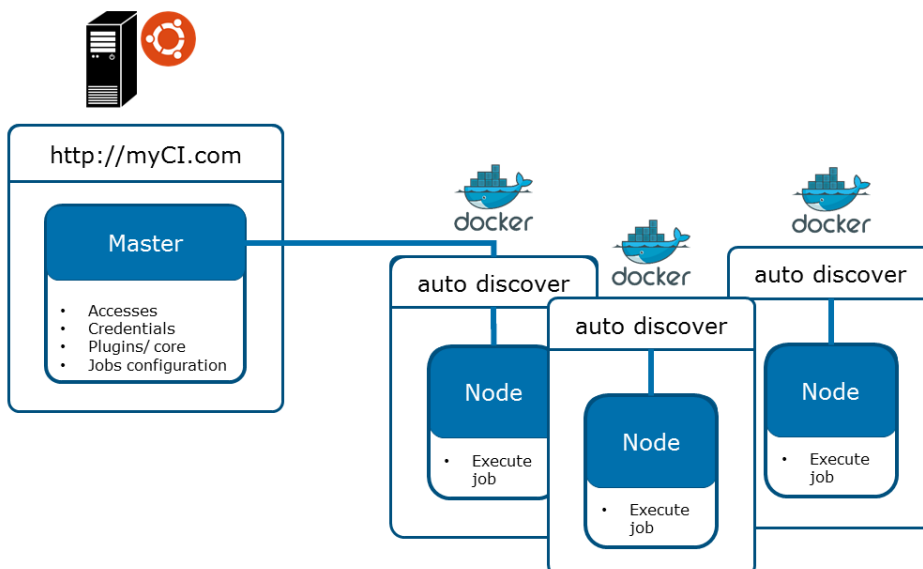 http://myCI.com
Master
• Accesses
• Credentials
• Plugins/ core
• Jobs configuration
docker
auto discover
Node
• Execute
job
docker
auto discover
Node
• Execute
job
docker
auto discover
Node
• Execute
job